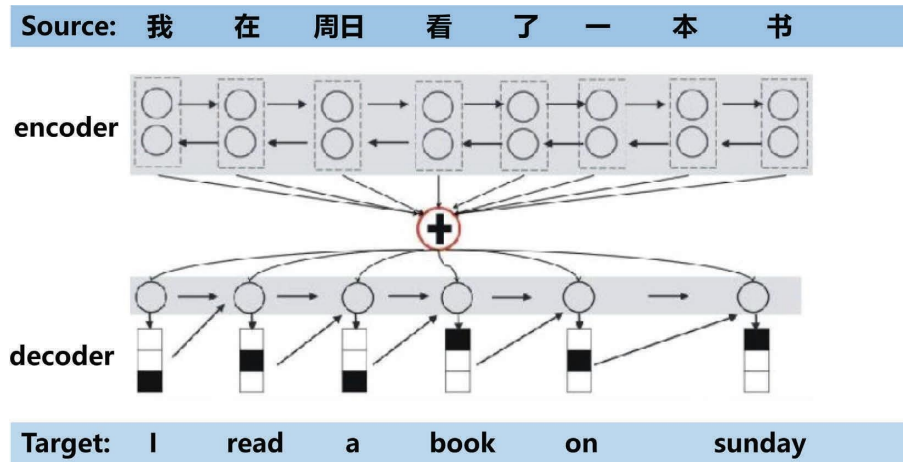 Source: 我 在 周日 看 了 一 本 书
encoder
decoder
Target: I read a book on sunday